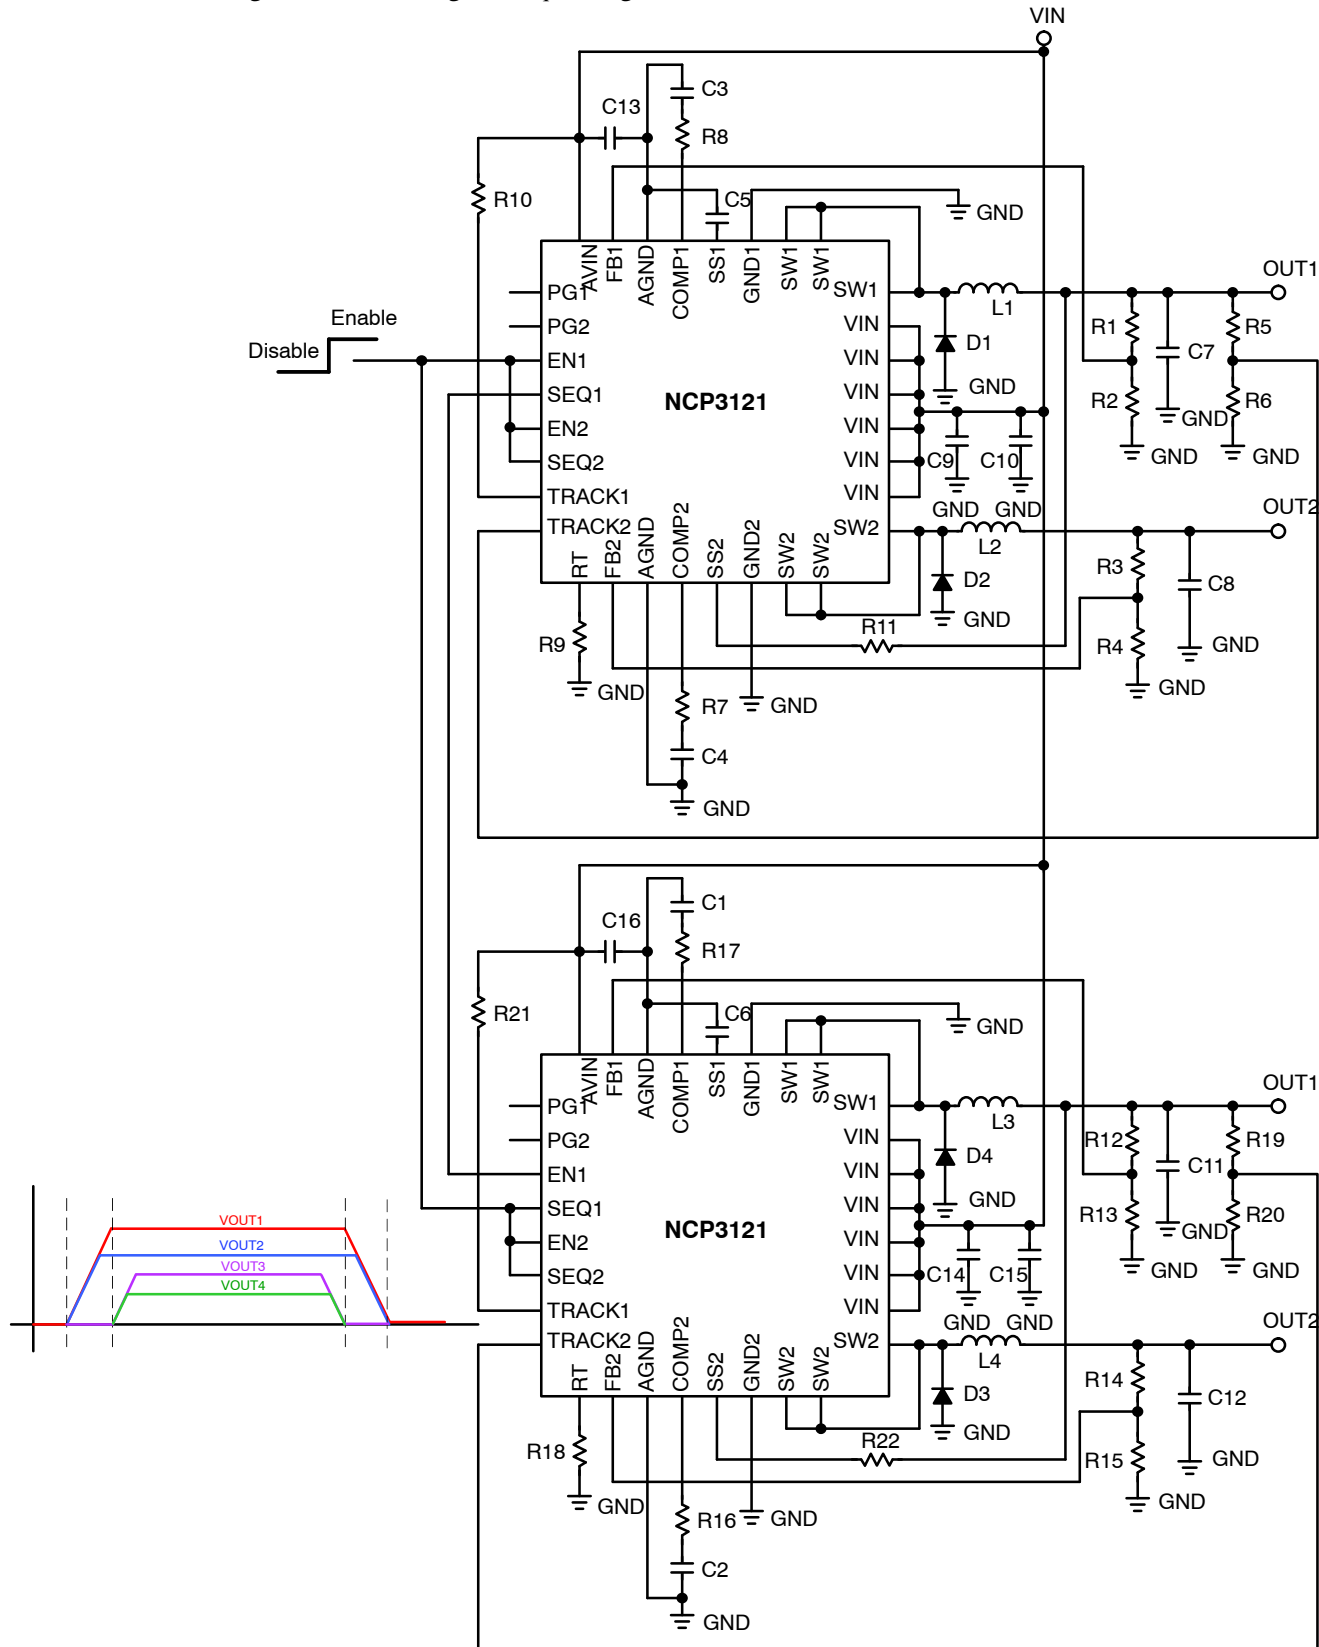 VIN
C3
C13
R8
R10
C5
GND
AVIN
FB1
AGND
COMP1
SS1
GND1
SW1
SW1
OUT1
PG1
SW1
L1
Enable
PG2
VIN
R1
R5
Disable
D1
C7
EN1
VIN
GND
SEQ1
NCP3121
VIN
R2
R6
GND
EN2
VIN
GND
GND
SEQ2
VIN
C9
C10
TRACK1
VIN
GND
GND
OUT2
TRACK2
SW2
L2
RT
FB2
AGND
COMP2
SS2
GND2
SW2
SW2
R3
D2
C8
GND
R11
R9
R4
GND
GND
R7
GND
GND
C4
GND
C1
C16
R17
R21
C6
GND
AVIN
FB1
AGND
COMP1
SS1
GND1
SW1
SW1
OUT1
PG1
SW1
L3
PG2
VIN
R12
R19
D4
C11
EN1
VIN
GND
SEQ1
NCP3121
VIN
R13
R20
GND
VOUT1
EN2
VIN
VOUT2
GND
GND
VOUT3
SEQ2
VIN
C14
C15
VOUT4
TRACK1
VIN
GND
GND
OUT2
TRACK2
SW2
L4
RT
FB2
AGND
COMP2
SS2
GND2
SW2
SW2
R14
D3
C12
GND
R22
R18
R15
GND
GND
R16
GND
GND
C2
GND